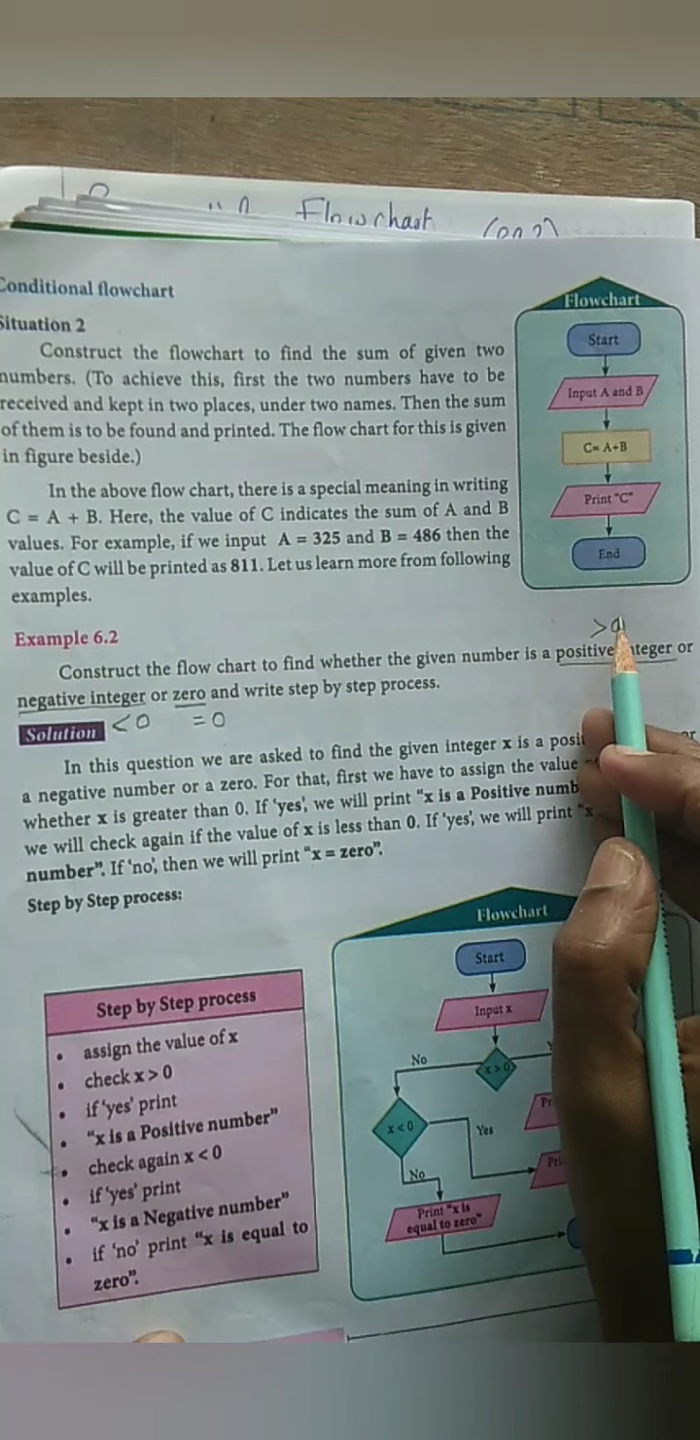 Flowchart
Conditional flowchart
Situation 2
Construct the flowchart to find the sum of given two
numbers. (To achieve this, first the two numbers have to be
received and kept in two places, under two names. Then the sum
of them is to be found and printed. The flow chart for this is given
in figure beside.)
In the above flow chart, there is a special meaning in writing
C = A + B. Here, the value of C indicates the sum of A and B
values. For example, if we input A = 325 and B = 486 then the
value of C will be printed as 811. Let us learn more from following
examples.
Flowchart
Start
Input A and B
C= A+B
Print "C"
End
Example 6.2
>0
Construct the flow chart to find whether the given number is a positive integer or
negative integer or zero and write step by step process.
Solution <0 =0
In this question we are asked to find the given integer x is a
a negative number or a zero. For that, first we have to assign the value
whether x is greater than 0. If 'yes', we will print "x is a Positive
we will check again if the value of x is less than 0. If 'yes', we will print "x
number". If 'no', then we will print "x = zero".
Step by Step process:
Step by Step process
• assign the value of x
• check x > 0
• if 'yes' print
• "x is a Positive number"
• check again x < 0
• if 'yes' print
• "x is a Negative number"
• if 'no' print "x is equal to
zero".
Flowchart
Start
Input x
x > 0
No
x < 0
Yes
No
Print "x is
equal to zero"